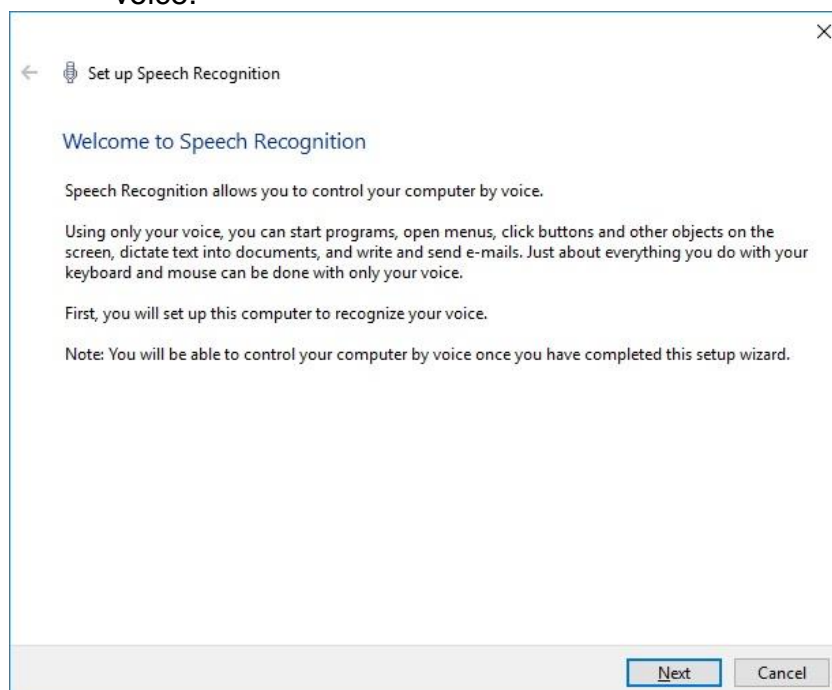 voice.
Set up Speech Recognition
Welcome to Speech Recognition
Speech Recognition allows you to control your computer by voice.
Using only your voice, you can start programs, open menus, click buttons and other objects on the
screen, dictate text into documents, and write and send e-mails. Just about everything you do with your
keyboard and mouse can be done with only your voice.
First, you will set up this computer to recognize your voice.
Note: You will be able to control your computer by voice once you have completed this setup wizard.
Next Cancel